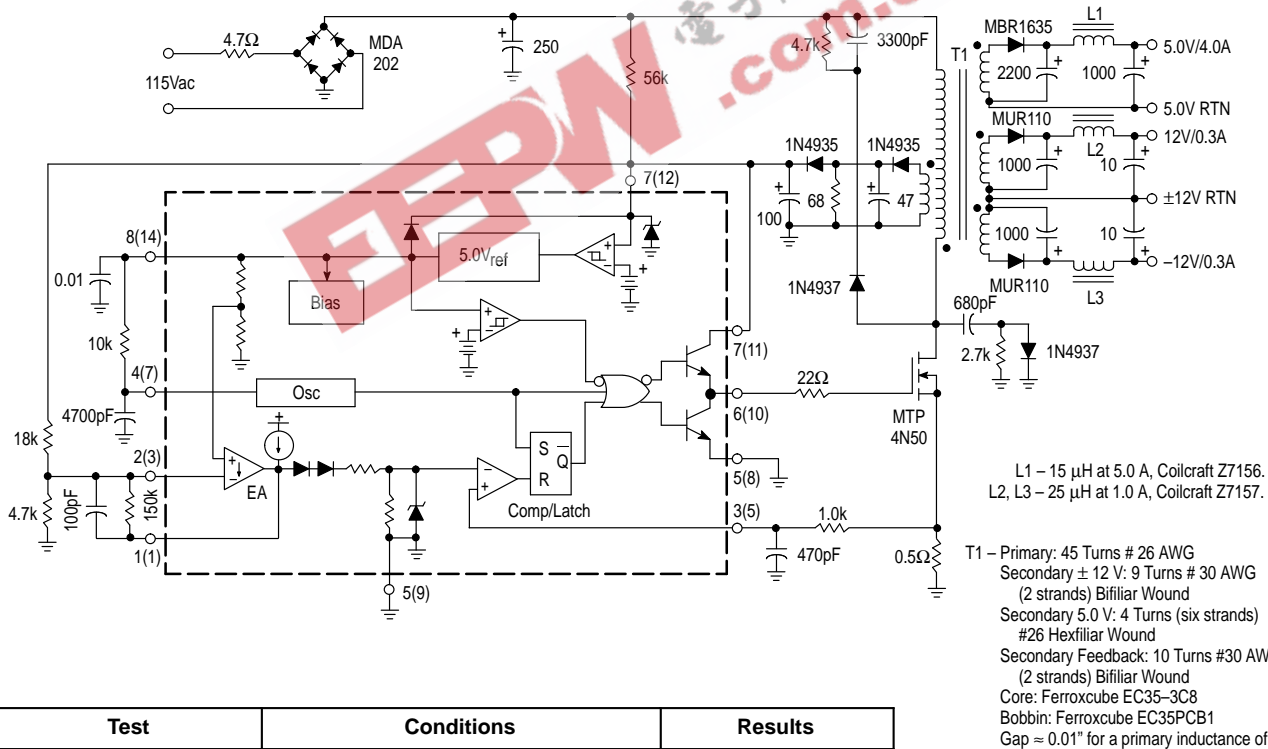 4.7Ω
MDA
202
115Vac
250
56k
4.7k
3300pF
T1
MBR1635
L1
2200
1000
5.0V/4.0A
5.0V RTN
MUR110
L2
1000
10
12V/0.3A
±12V RTN
1000
10
–12V/0.3A
MUR110
L3
1N4935
1N4935
100
68
47
7(12)
1N4937
680pF
2.7k
1N4937
8(14)
0.01
5.0Vref
Bias
10k
4(7)
Osc
4700pF
18k
2(3)
4.7k
100pF
150k
EA
1(1)
S
Q
R
Comp/Latch
7(11)
6(10)
22Ω
MTP
4N50
5(8)
3(5)
1.0k
470pF
0.5Ω
5(9)
EEPW
.com.
L1 – 15 μH at 5.0 A, Coilcraft Z7156.
L2, L3 – 25 μH at 1.0 A, Coilcraft Z7157.
T1 – Primary: 45 Turns # 26 AWG
Secondary ± 12 V: 9 Turns # 30 AWG
(2 strands) Bifiliar Wound
Secondary 5.0 V: 4 Turns (six strands)
#26 Hexfiliar Wound
Secondary Feedback: 10 Turns #30 AW
(2 strands) Bifiliar Wound
Core: Ferroxcube EC35–3C8
Bobbin: Ferroxcube EC35PCB1
Gap ≈ 0.01" for a primary inductance of
Test Conditions Results